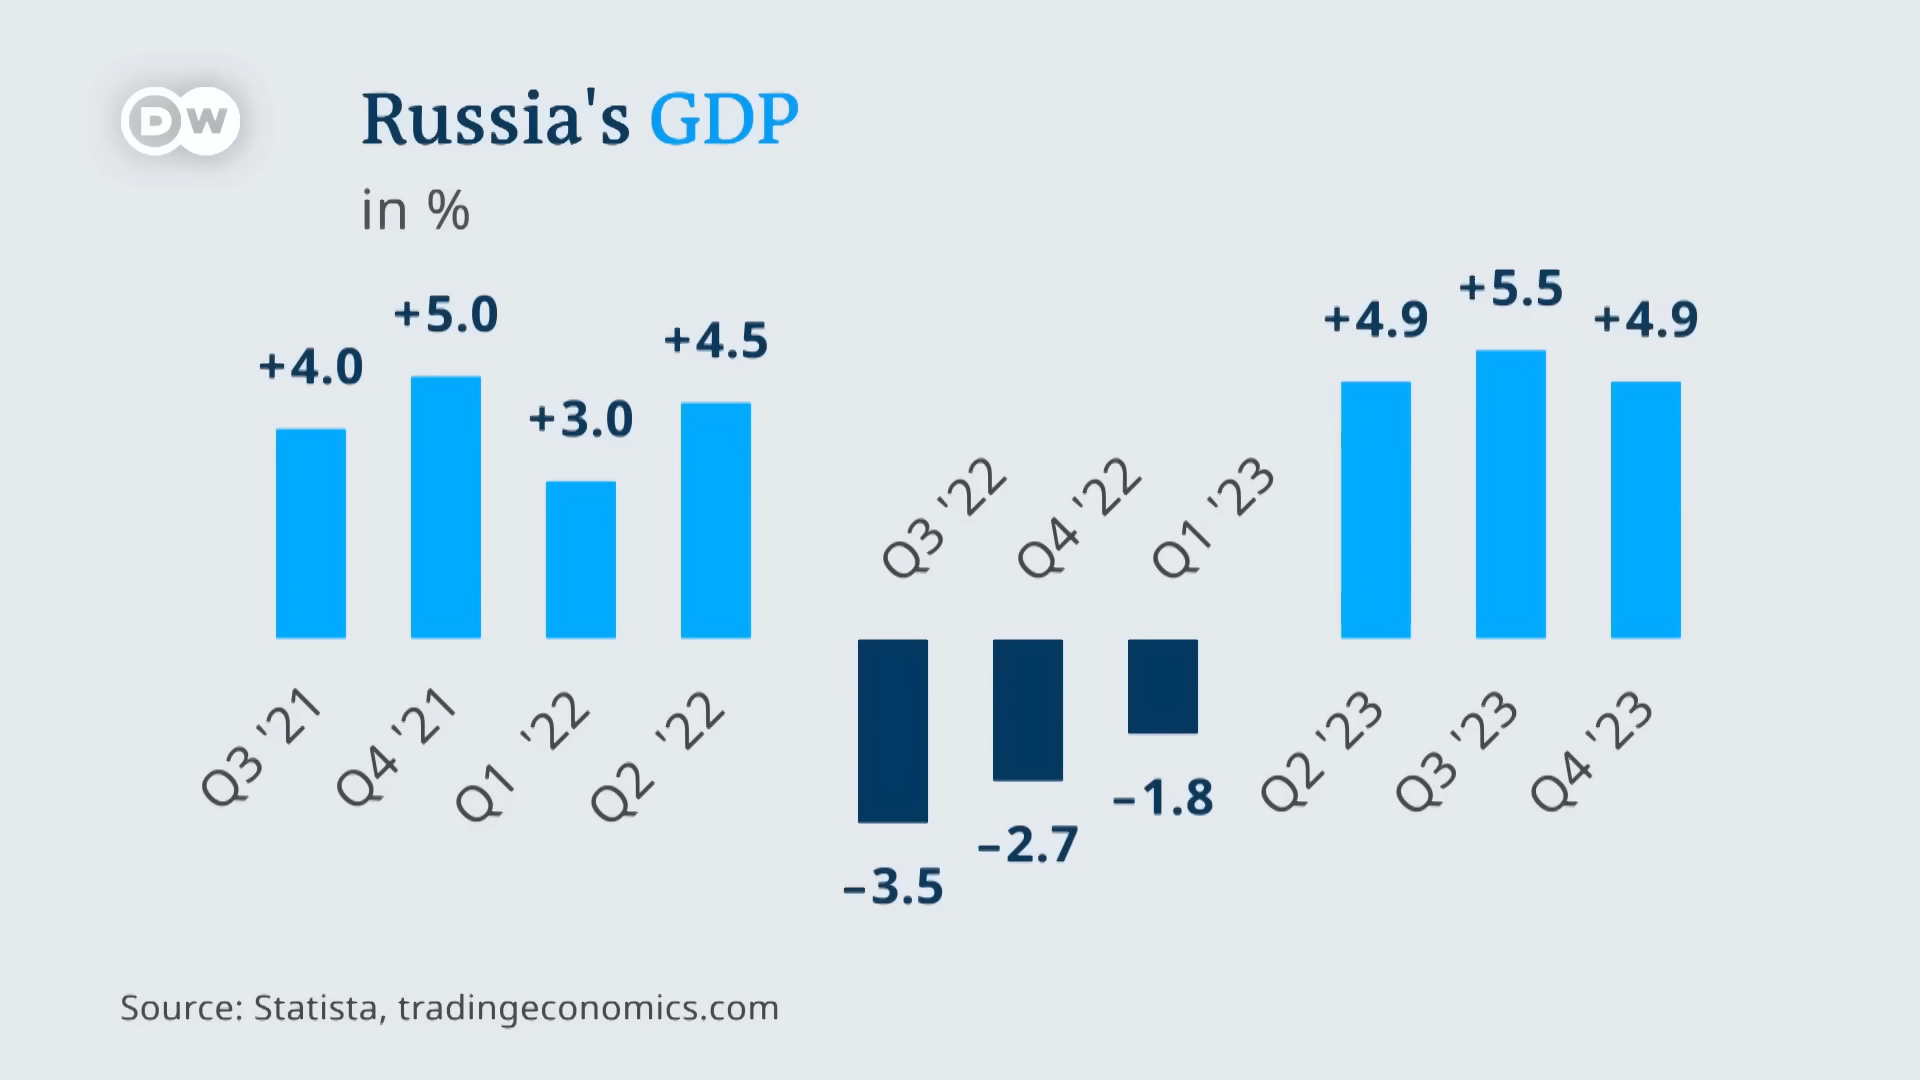 DW
Russia's GDP
in %
+4.0
+5.0
+3.0
+4.5
+4.9
+5.5
+4.9
Q3 '22
Q4 '22
Q1 '23
Q3 '21
Q4 '21
Q1 '22
Q2 '22
Q2 '23
Q3 '23
Q4 '23
–3.5
–2.7
–1.8
Source: Statista, tradingeconomics.com